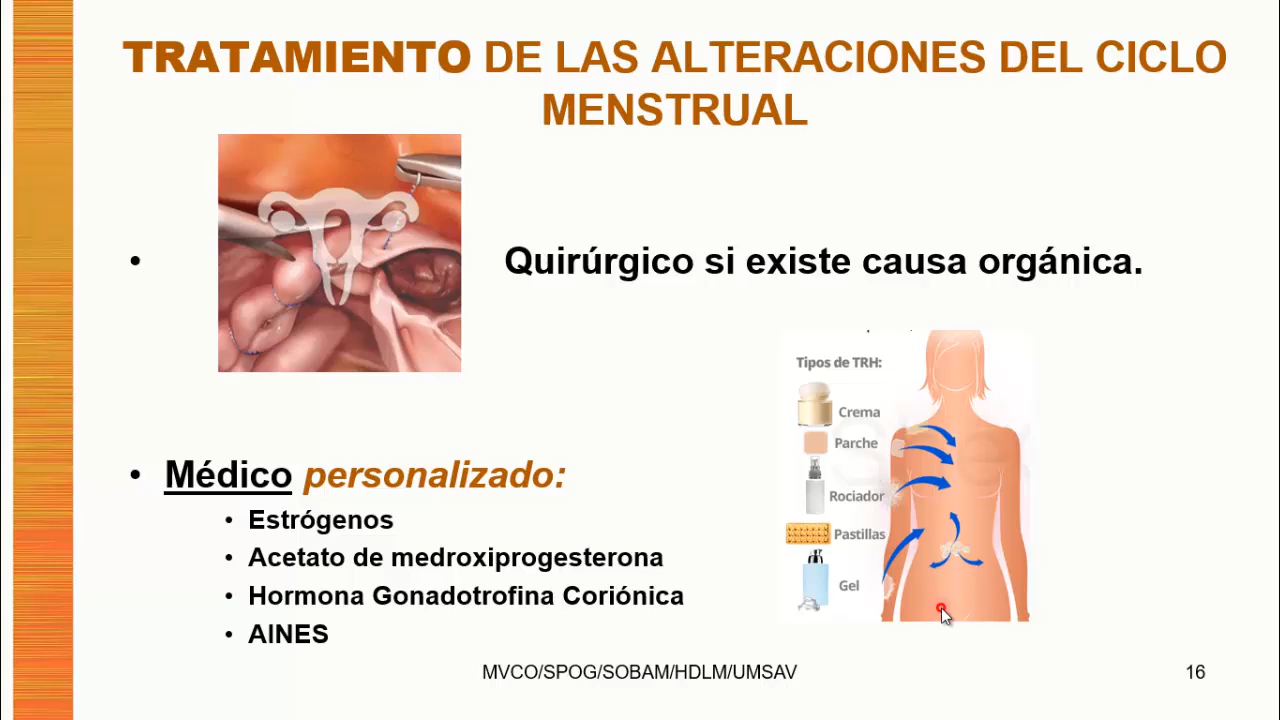 TRATAMIENTO DE LAS ALTERACIONES DEL CICLO
MENSTRUAL
• Quirúrgico si existe causa orgánica.
Tipos de TRH:
Crema
Parche
Rociador
Pastillas
Gel
• Médico personalizado:
• Estrógenos
• Acetato de medroxiprogesterona
• Hormona Gonadotrofina Coriónica
• AINES
MVCO/SPOG/SOBAM/HDLM/UMSAV
16